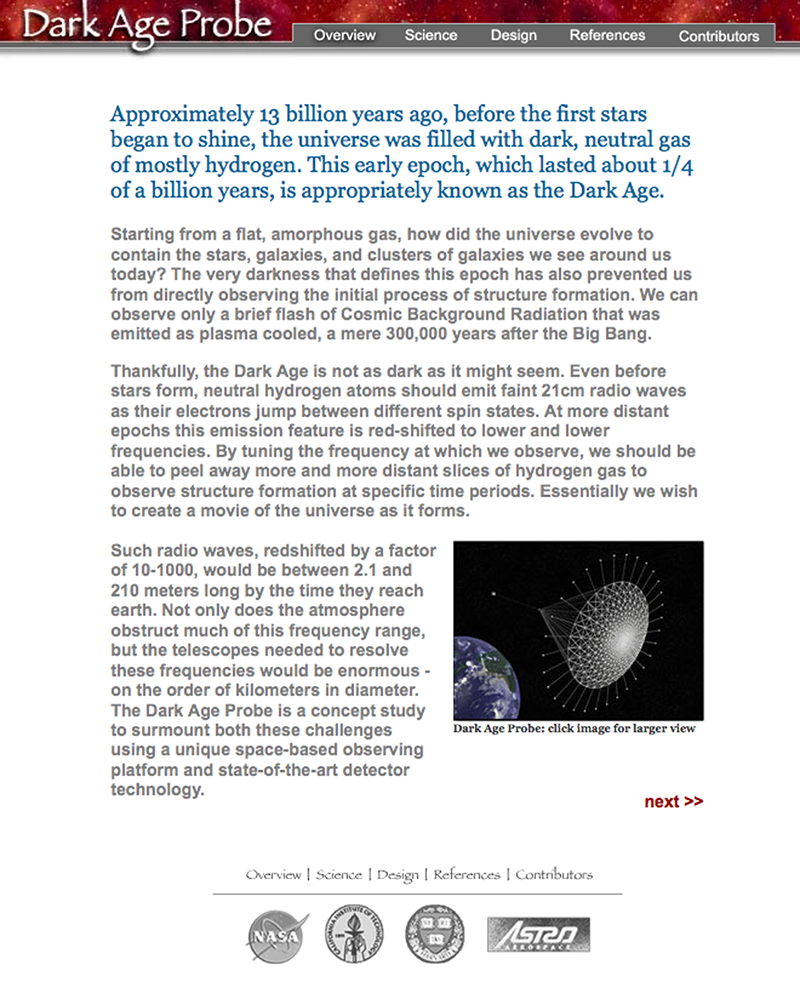 Dark Age Probe
Overview Science Design References Contributors
Approximately 13 billion years ago, before the first stars
began to shine, the universe was filled with dark, neutral gas
of mostly hydrogen. This early epoch, which lasted about 1/4
of a billion years, is appropriately known as the Dark Age.
Starting from a flat, amorphous gas, how did the universe evolve to
contain the stars, galaxies, and clusters of galaxies we see around us
today? The very darkness that defines this epoch has also prevented us
from directly observing the initial process of structure formation. We can
observe only a brief flash of Cosmic Background Radiation that was
emitted as plasma cooled, a mere 300,000 years after the Big Bang.
Thankfully, the Dark Age is not as dark as it might seem. Even before
stars form, neutral hydrogen atoms should emit faint 21cm radio waves
as their electrons jump between different spin states. At more distant
epochs this emission feature is red-shifted to lower and lower
frequencies. By tuning the frequency at which we observe, we should be
able to peel away more and more distant slices of hydrogen gas to
observe structure formation at specific time periods. Essentially we wish
to create a movie of the universe as it forms.
Such radio waves, redshifted by a factor
of 10-1000, would be between 2.1 and
210 meters long by the time they reach
earth. Not only does the atmosphere
obstruct much of this frequency range,
but the telescopes needed to resolve
these frequencies would be enormous -
on the order of kilometers in diameter.
The Dark Age Probe is a concept study
to surmount both these challenges
using a unique space-based observing
platform and state-of-the-art detector
technology.
Dark Age Probe: click image for larger view
next >>
Overview | Science | Design | References | Contributors
NASA
CALIFORNIA INSTITUTE OF TECHNOLOGY
1891
VE RI TAS
ASTRO
AEROSPACE